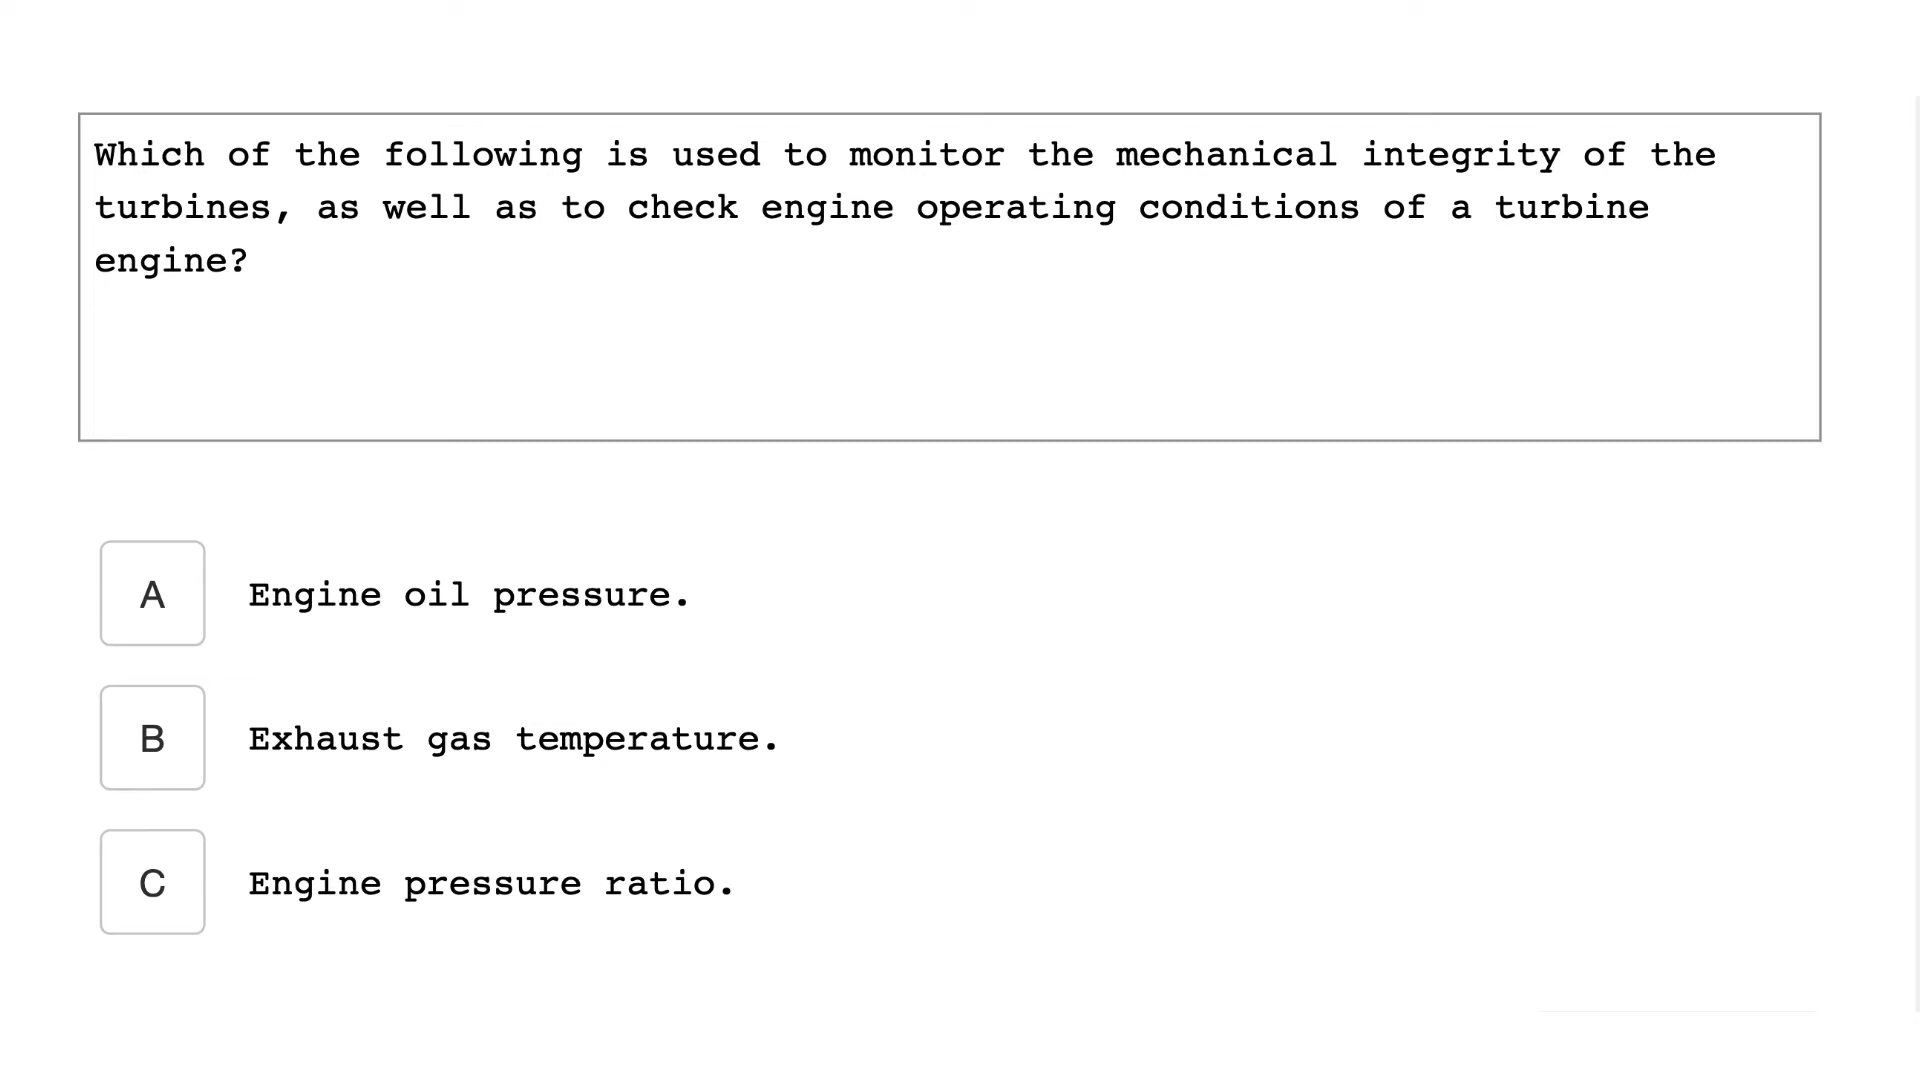 Which of the following is used to monitor the mechanical integrity of the
turbines, as well as to check engine operating conditions of a turbine
engine?
A Engine oil pressure.
B Exhaust gas temperature.
C Engine pressure ratio.